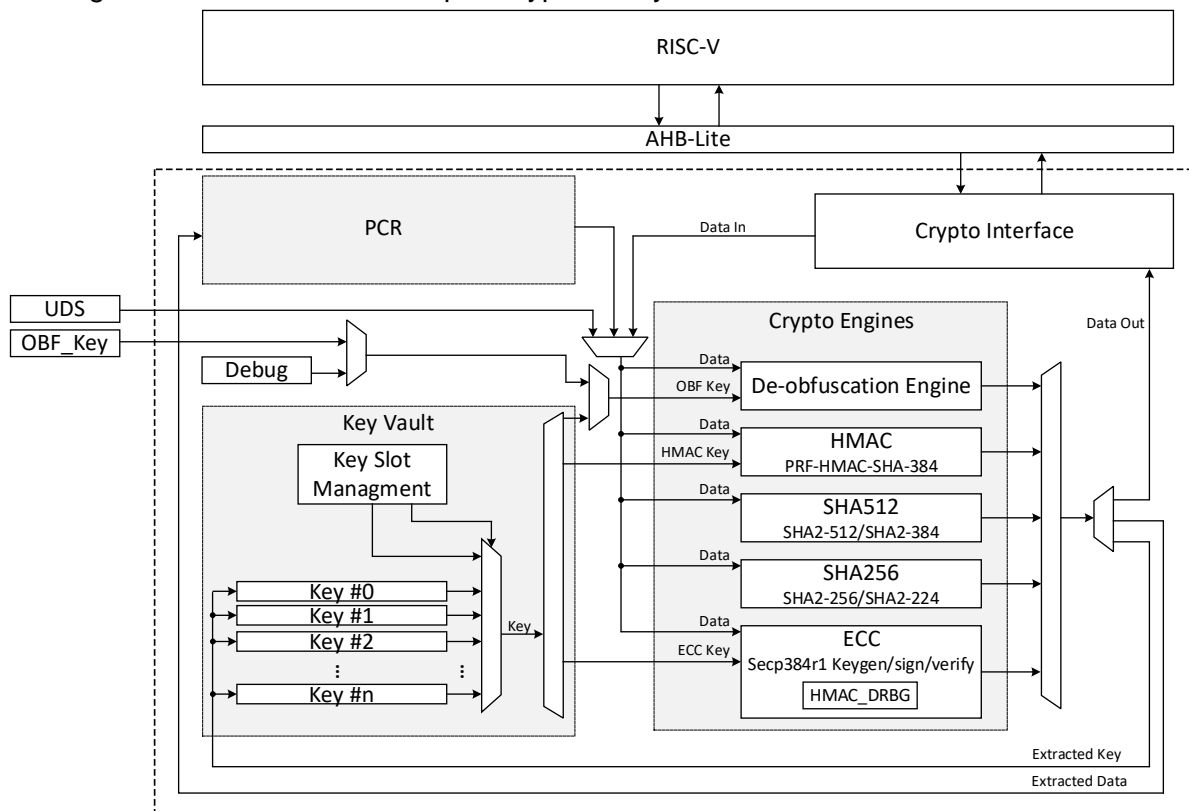 RISC-V
AHB-Lite
PCR
Data In
Crypto Interface
UDS
OBF_Key
Debug
Crypto Engines
Data Out
Data
OBF Key
De-obfuscation Engine
Key Vault
Key Slot
Managment
Data
HMAC Key
HMAC
PRF-HMAC-SHA-384
Data
SHA512
SHA2-512/SHA2-384
Data
SHA256
SHA2-256/SHA2-224
Key #0
Key #1
Key #2
Key #n
Key
Data
ECC Key
ECC
Secp384r1 Keygen/sign/verify
HMAC_DRBG
Extracted Key
Extracted Data